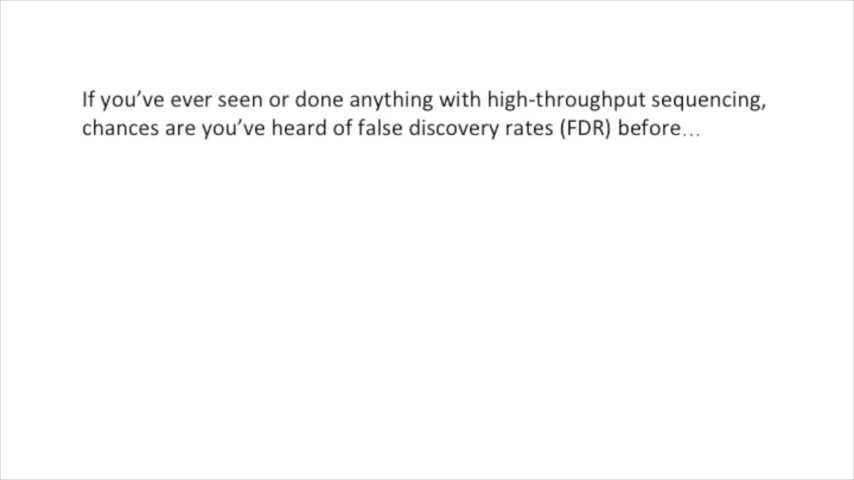 If you’ve ever seen or done anything with high-throughput sequencing,
chances are you’ve heard of false discovery rates (FDR) before…